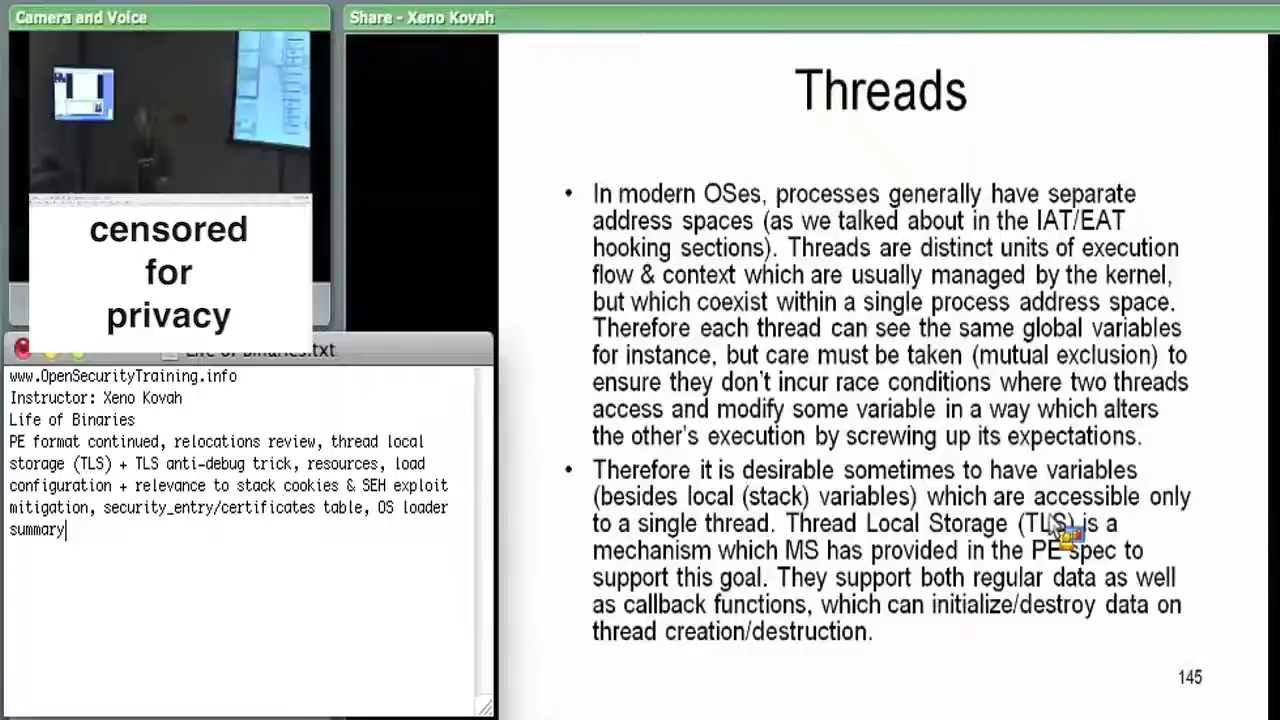 Camera and Voice
Share - Xeno Kovah
censored
for
privacy
Life of Binaries.txt
www.OpenSecurityTraining.info
Instructor: Xeno Kovah
Life of Binaries
PE format continued, relocations review, thread local
storage (TLS) + TLS anti-debug trick, resources, load
configuration + relevance to stack cookies & SEH exploit
mitigation, security_entry/certificates table, OS loader
summary
Threads
• In modern OSes, processes generally have separate
address spaces (as we talked about in the IAT/EAT
hooking sections). Threads are distinct units of execution
flow & context which are usually managed by the kernel,
but which coexist within a single process address space.
Therefore each thread can see the same global variables
for instance, but care must be taken (mutual exclusion) to
ensure they don't incur race conditions where two threads
access and modify some variable in a way which alters
the other's execution by screwing up its expectations.
• Therefore it is desirable sometimes to have variables
(besides local (stack) variables) which are accessible only
to a single thread. Thread Local Storage (TLS) is a
mechanism which MS has provided in the PE spec to
support this goal. They support both regular data as well
as callback functions, which can initialize/destroy data on
thread creation/destruction.
145